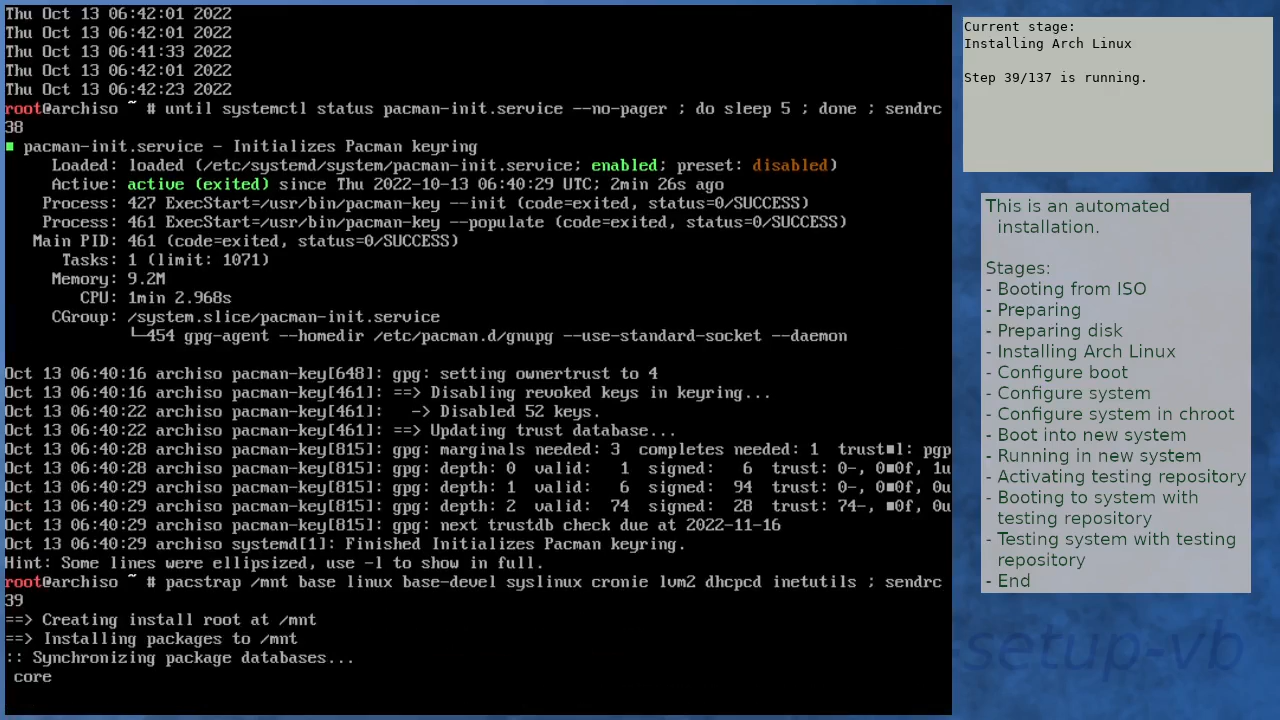 Thu Oct 13 06:42:01 2022
Thu Oct 13 06:42:01 2022
Thu Oct 13 06:41:33 2022
Thu Oct 13 06:42:01 2022
Thu Oct 13 06:42:23 2022
root@archiso ~ # until systemctl status pacman-init.service --no-pager ; do sleep 5 ; done ; sendrc
38
■ pacman-init.service - Initializes Pacman keyring
     Loaded: loaded (/etc/systemd/system/pacman-init.service; enabled; preset: disabled)
     Active: active (exited) since Thu 2022-10-13 06:40:29 UTC; 2min 26s ago
    Process: 427 ExecStart=/usr/bin/pacman-key --init (code=exited, status=0/SUCCESS)
    Process: 461 ExecStart=/usr/bin/pacman-key --populate (code=exited, status=0/SUCCESS)
   Main PID: 461 (code=exited, status=0/SUCCESS)
      Tasks: 1 (limit: 1071)
     Memory: 9.2M
        CPU: 1min 2.968s
     CGroup: /system.slice/pacman-init.service
             └─454 gpg-agent --homedir /etc/pacman.d/gnupg --use-standard-socket --daemon
Oct 13 06:40:16 archiso pacman-key[648]: gpg: setting ownertrust to 4
Oct 13 06:40:16 archiso pacman-key[461]: ==> Disabling revoked keys in keyring...
Oct 13 06:40:22 archiso pacman-key[461]:   -> Disabled 52 keys.
Oct 13 06:40:22 archiso pacman-key[461]: ==> Updating trust database...
Oct 13 06:40:28 archiso pacman-key[815]: gpg: marginals needed: 3  completes needed: 1  trust■l: pgp
Oct 13 06:40:28 archiso pacman-key[815]: gpg: depth: 0  valid:   1  signed:   6  trust: 0-, 0■0f, 1u
Oct 13 06:40:29 archiso pacman-key[815]: gpg: depth: 1  valid:   6  signed:  94  trust: 0-, 0■0f, 0u
Oct 13 06:40:29 archiso pacman-key[815]: gpg: depth: 2  valid:  74  signed:  28  trust: 74-, ■0f, 0u
Oct 13 06:40:29 archiso pacman-key[815]: gpg: next trustdb check due at 2022-11-16
Oct 13 06:40:29 archiso systemd[1]: Finished Initializes Pacman keyring.
Hint: Some lines were ellipsized, use -l to show in full.
root@archiso ~ # pacstrap /mnt base linux base-devel syslinux cronie lvm2 dhcpcd inetutils ; sendrc
39
==> Creating install root at /mnt
==> Installing packages to /mnt
:: Synchronizing package databases...
 core
Current stage:
Installing Arch Linux
Step 39/137 is running.
This is an automated
installation.
Stages:
- Booting from ISO
- Preparing
- Preparing disk
- Installing Arch Linux
- Configure boot
- Configure system
- Configure system in chroot
- Boot into new system
- Running in new system
- Activating testing repository
- Booting to system with
testing repository
- Testing system with testing
repository
- End
-setup-vb